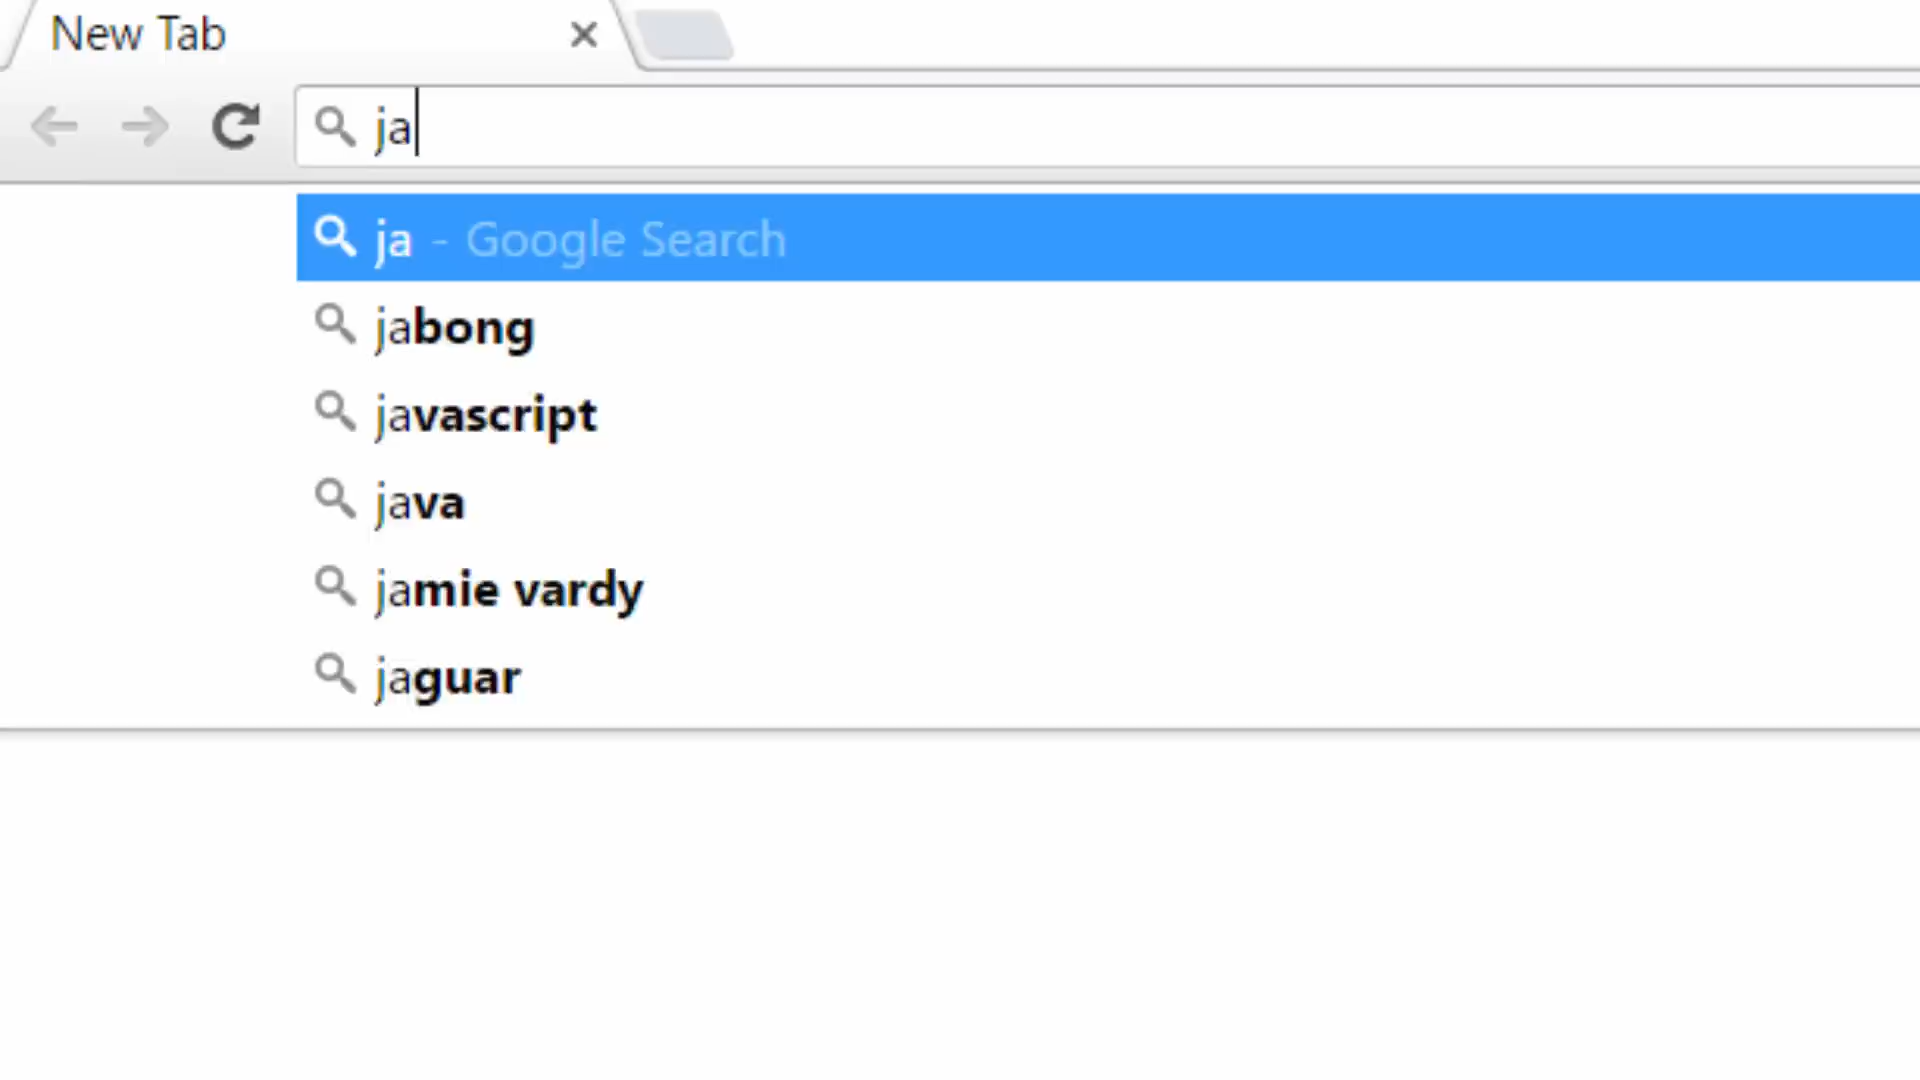 New Tab
ja
ja - Google Search
jabong
javascript
java
jamie vardy
jaguar